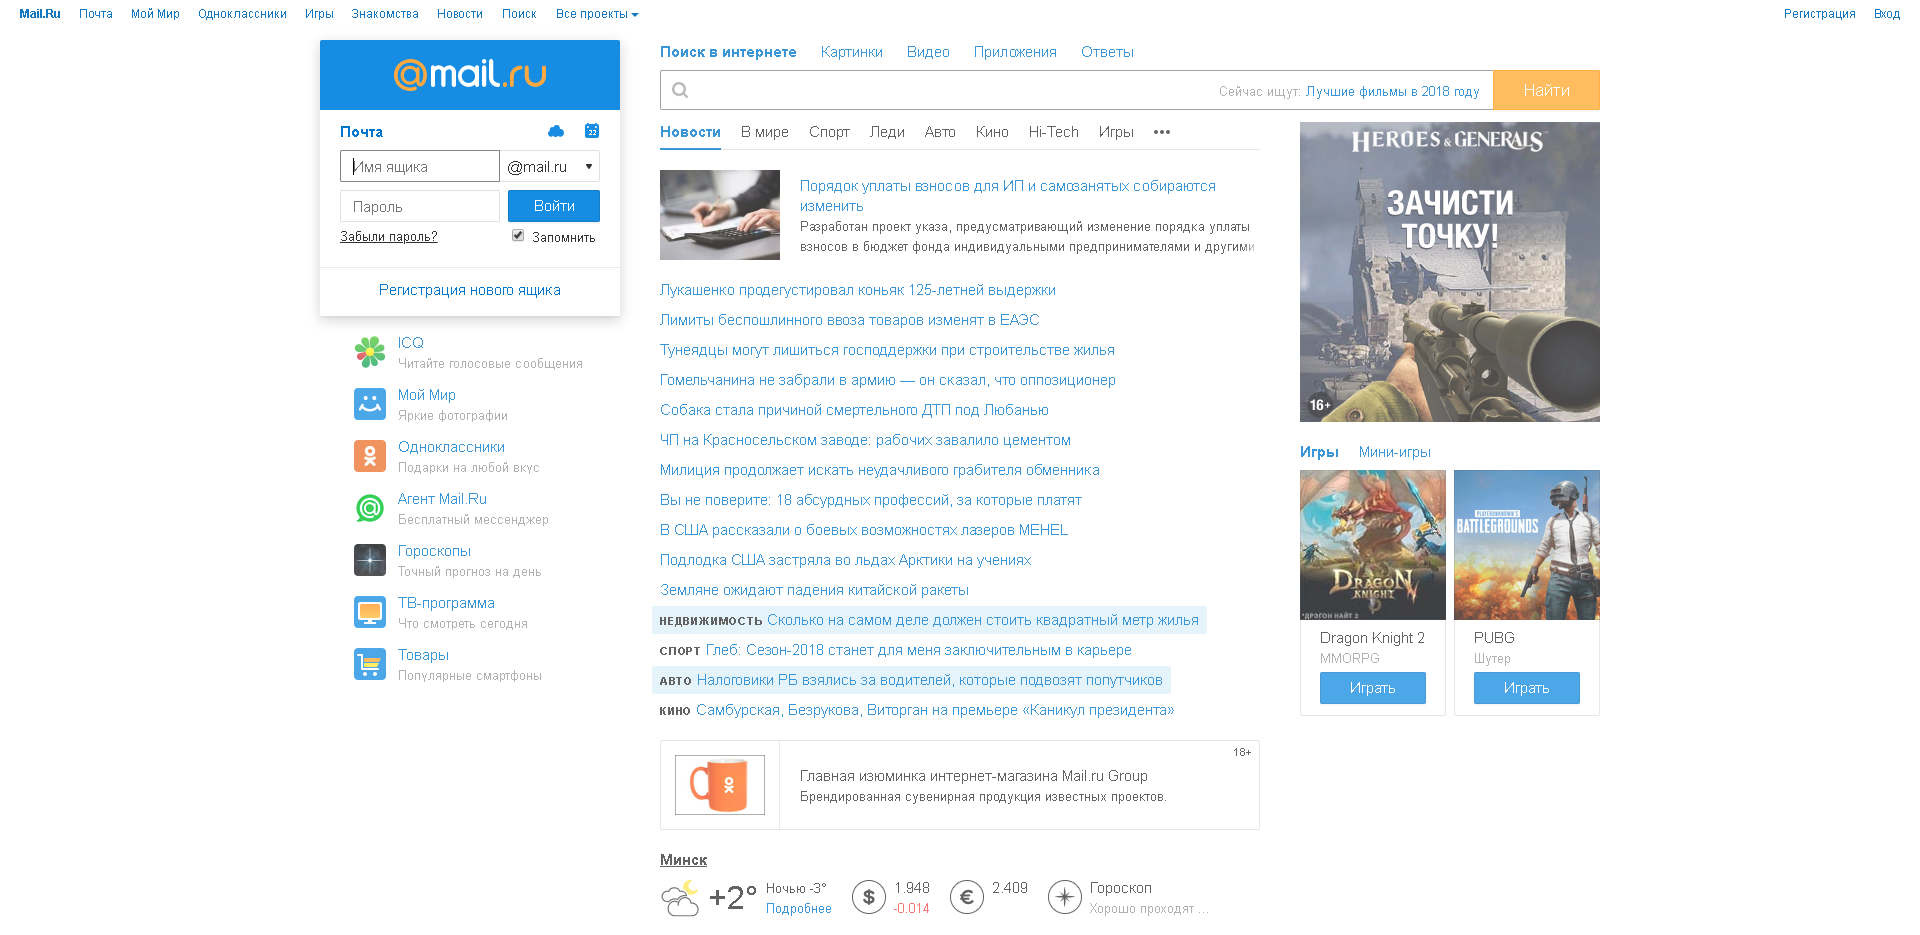 Mail.Ru Почта Мой Мир Одноклассники Игры Знакомства Новости Поиск Все проекты Регистрация Вход
@mail.ru
Почта
22
Имя ящика @mail.ru
Пароль Войти
Забыли пароль? Запомнить
Регистрация нового ящика
ICQ
Читайте голосовые сообщения
Мой Мир
Яркие фотографии
Одноклассники
Подарки на любой вкус
Агент Mail.Ru
Бесплатный мессенджер
Гороскопы
Точный прогноз на день
ТВ-программа
Что смотреть сегодня
Товары
Популярные смартфоны
Поиск в интернете Картинки Видео Приложения Ответы
Сейчас ищут: Лучшие фильмы в 2018 году Найти
Новости В мире Спорт Леди Авто Кино Hi-Tech Игры •••
Порядок уплаты взносов для ИП и самозанятых собираются
изменить
Разработан проект указа, предусматривающий изменение порядка уплаты
взносов в бюджет фонда индивидуальными предпринимателями и другими
Лукашенко продегустировал коньяк 125-летней выдержки
Лимиты беспошлинного ввоза товаров изменят в ЕАЭС
Тунеядцы могут лишиться господдержки при строительстве жилья
Гомельчанина не забрали в армию — он сказал, что оппозиционер
Собака стала причиной смертельного ДТП под Любанью
ЧП на Красносельском заводе: рабочих завалило цементом
Милиция продолжает искать неудачливого грабителя обменника
Вы не поверите: 18 абсурдных профессий, за которые платят
В США рассказали о боевых возможностях лазеров MEHEL
Подлодка США застряла во льдах Арктики на учениях
Земляне ожидают падения китайской ракеты
НЕДВИЖИМОСТЬ Сколько на самом деле должен стоить квадратный метр жилья
СПОРТ Глеб: Сезон-2018 станет для меня заключительным в карьере
АВТО Налоговики РБ взялись за водителей, которые подвозят попутчиков
КИНО Самбурская, Безрукова, Виторган на премьере «Каникул президента»
18+
Главная изюминка интернет-магазина Mail.ru Group
Брендированная сувенирная продукция известных проектов.
Минск
+2° Ночью -3° $ 1.948 € 2.409 Гороскоп
Подробнее -0.014 Хорошо проходят ...
HEROES & GENERALS
ЗАЧИСТИ
ТОЧКУ!
16+
Игры Мини-игры
DRAGON
KNIGHT
*ДРЭГОН НАЙТ 2
PLAYERUNKNOWN'S
BATTLEGROUNDS
Dragon Knight 2
MMORPG
Играть
PUBG
Шутер
Играть